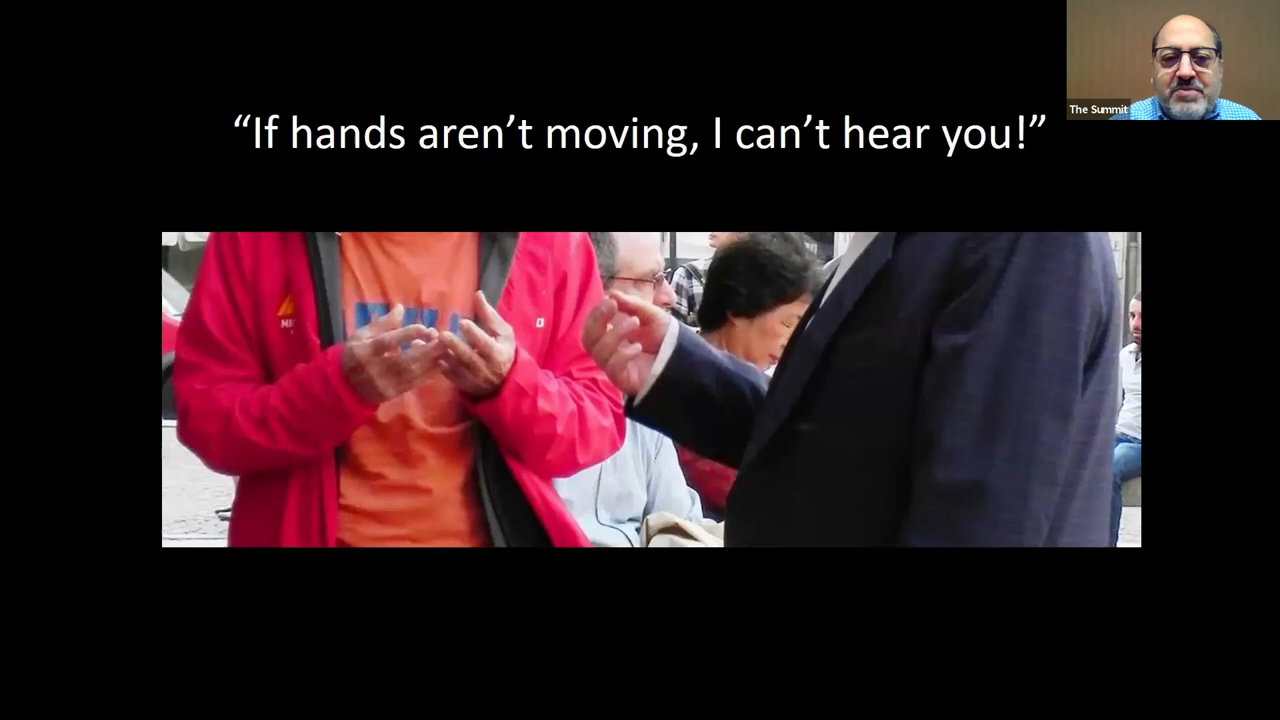 The Summit
“If hands aren’t moving, I can’t hear you!”